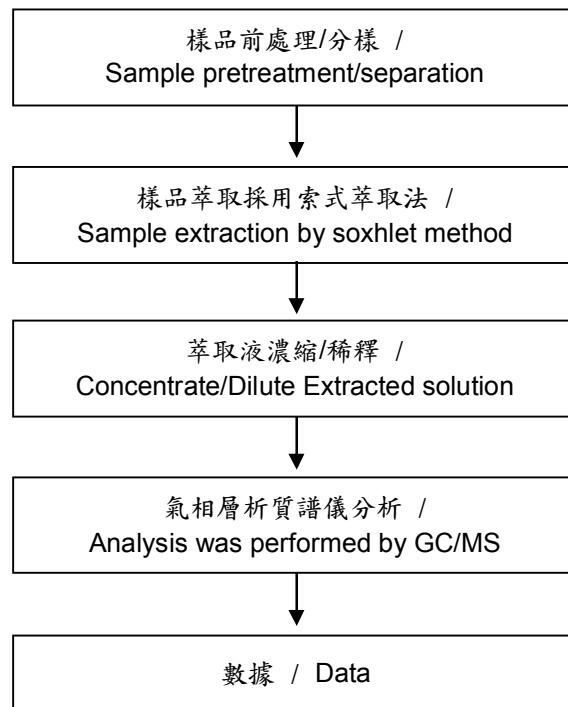 樣品前處理/分樣 /
Sample pretreatment/separation
樣品萃取採用索式萃取法 /
Sample extraction by soxhlet method
萃取液濃縮/稀釋 /
Concentrate/Dilute Extracted solution
氣相層析質譜儀分析 /
Analysis was performed by GC/MS
數據 / Data